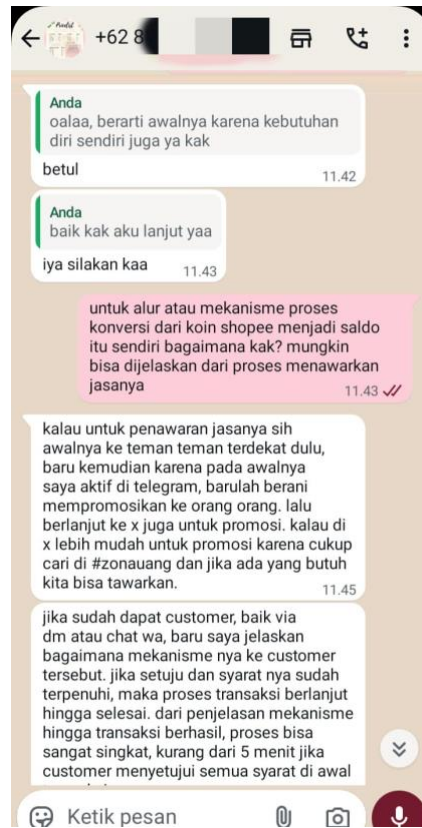 +62 8
Anda
oalaa, berarti awalnya karena kebutuhan
diri sendiri juga ya kak
betul
11.42
Anda
baik kak aku lanjut yaa
iya silakan kaa
11.43
untuk alur atau mekanisme proses
konversi dari koin shopee menjadi saldo
itu sendiri bagaimana kak? mungkin
bisa dijelaskan dari proses menawarkan
jasanya
11.43
kalau untuk penawaran jasanya sih
awalnya ke teman teman terdekat dulu,
baru kemudian karena pada awalnya
saya aktif di telegram, barulah berani
mempromosikan ke orang orang. lalu
berlanjut ke x juga untuk promosi. kalau di
x lebih mudah untuk promosi karena cukup
cari di #zonauang dan jika ada yang butuh
kita bisa tawarkan.
11.45
jika sudah dapat customer, baik via
dm atau chat wa, baru saya jelaskan
bagaimana mekanisme nya ke customer
tersebut. jika setuju dan syarat nya sudah
terpenuhi, maka proses transaksi berlanjut
hingga selesai. dari penjelasan mekanisme
hingga transaksi berhasil, proses bisa
sangat singkat, kurang dari 5 menit jika
customer menyetujui semua syarat di awal
Ketik pesan